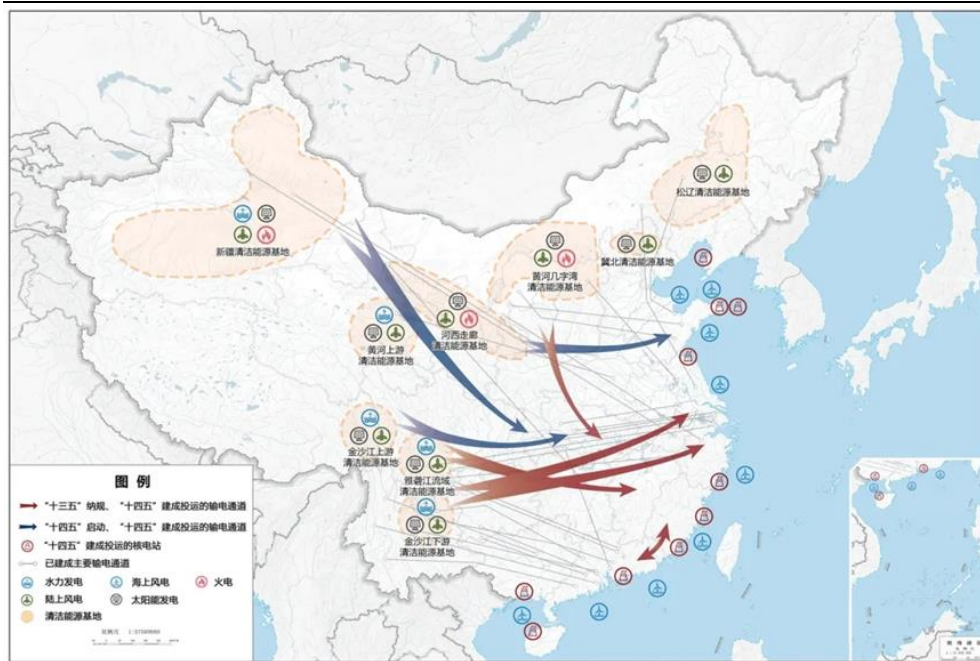 松辽清洁能源基地
新疆清洁能源基地
冀北清洁能源基地
黄河几字湾
清洁能源基地
河西走廊
清洁能源基地
黄河上游
清洁能源基地
金沙江上游
清洁能源基地
雅砻江流域
清洁能源基地
金沙江下游
清洁能源基地
图 例
“十三五”纳规、“十四五”建成投运的输电通道
“十四五”启动、“十四五”建成投运的输电通道
“十四五”建成投运的核电站
已建成主要输电通道
水力发电
海上风电
火电
陆上风电
太阳能发电
清洁能源基地